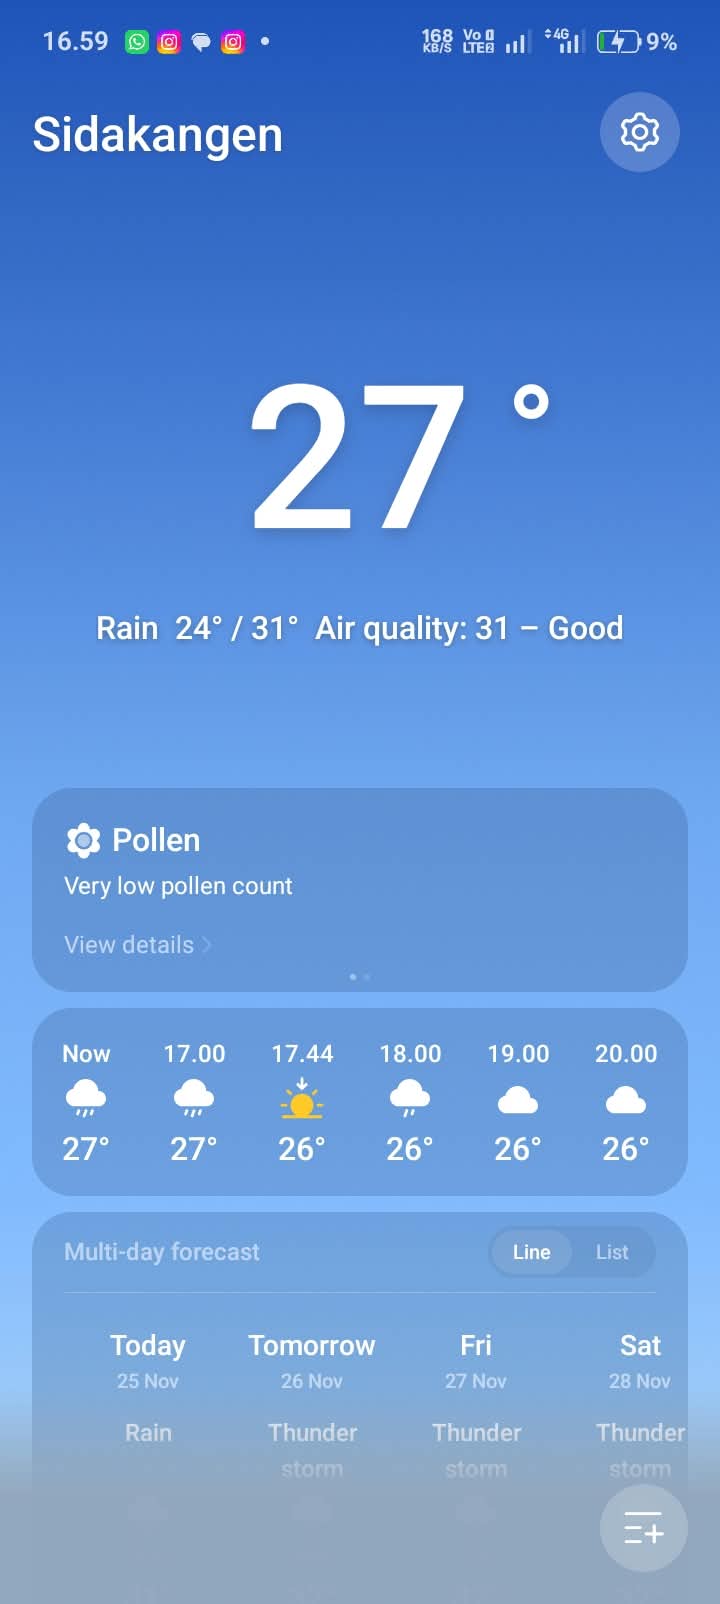 16.59 168 KB/S Vo LTE2 4G 9%
Sidakangen
27°
Rain 24° / 31° Air quality: 31 – Good
Pollen
Very low pollen count
View details
Now 17.00 17.44 18.00 19.00 20.00
27° 27° 26° 26° 26° 26°
Multi-day forecast Line List
Today Tomorrow Fri Sat
25 Nov 26 Nov 27 Nov 28 Nov
Rain Thunder Thunder Thunder
storm storm storm